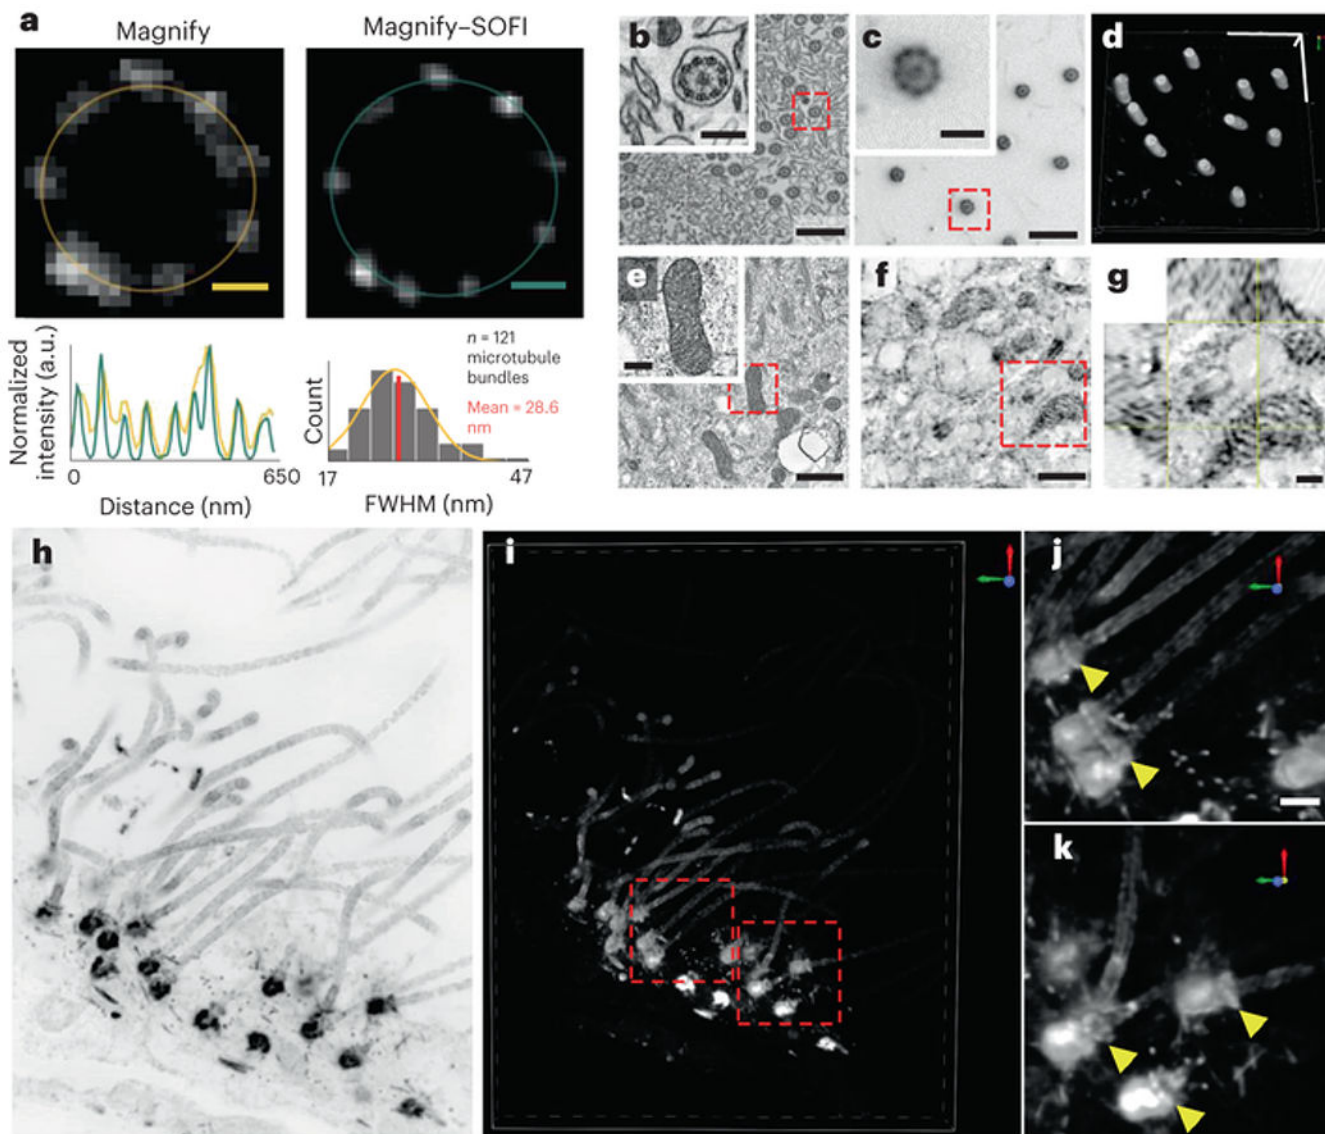 a
Magnify
Magnify–SOFI
Normalized
intensity (a.u.)
0
650
Distance (nm)
Count
n = 121
microtubule
bundles
Mean = 28.6
nm
17
47
FWHM (nm)
b
c
d
e
f
g
h
i
j
k